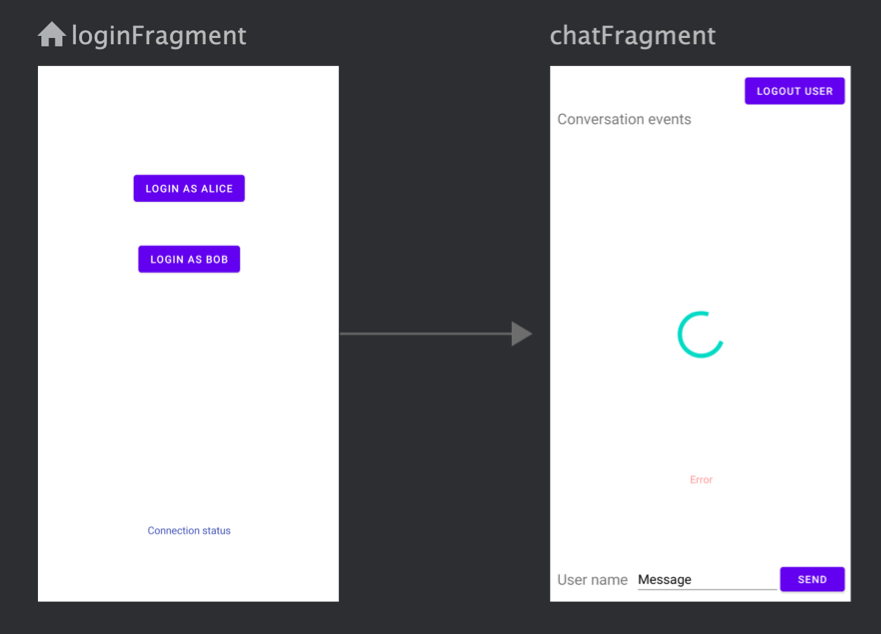 loginFragment
LOGIN AS ALICE
LOGIN AS BOB
Connection status
chatFragment
LOGOUT USER
Conversation events
Error
User name Message SEND